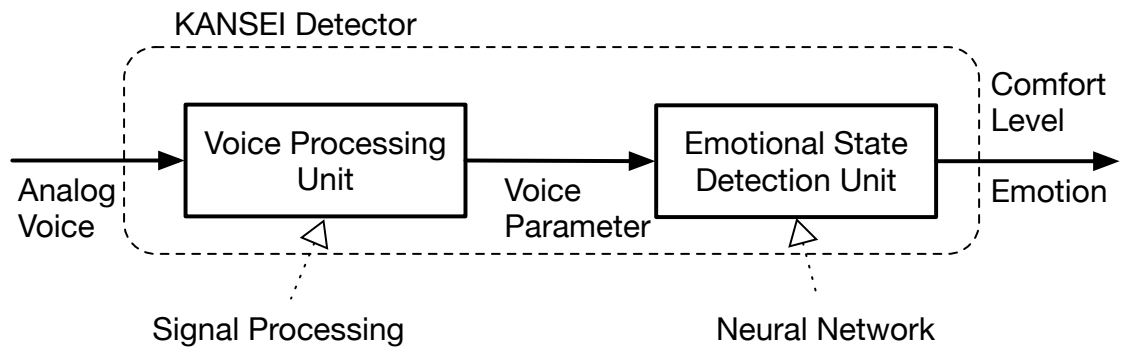 KANSEI Detector
Comfort
Level
Voice Processing
Unit
Emotional State
Detection Unit
Analog
Voice
Voice
Parameter
Emotion
Signal Processing
Neural Network